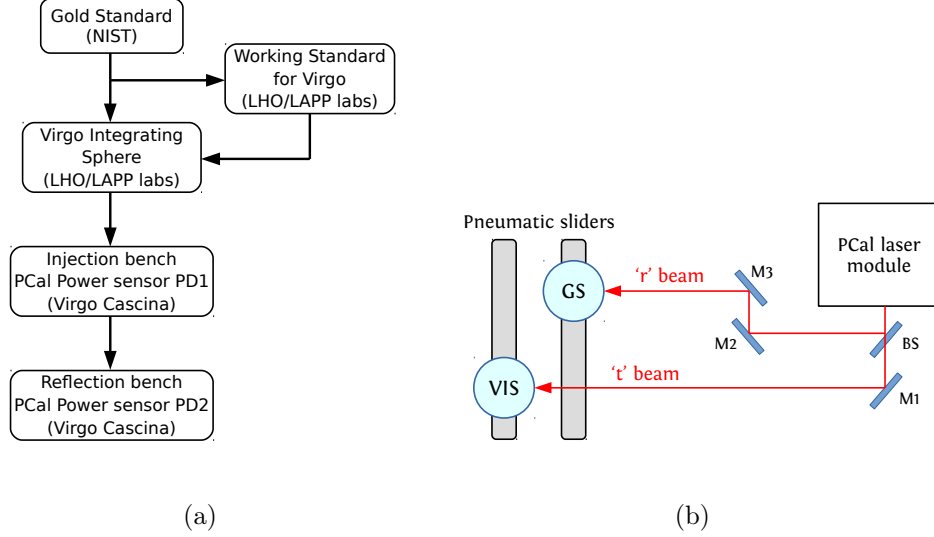 Gold Standard
(NIST)
Working Standard
for Virgo
(LHO/LAPP labs)
Virgo Integrating
Sphere
(LHO/LAPP labs)
Injection bench
PCal Power sensor PD1
(Virgo Cascina)
Reflection bench
PCal Power sensor PD2
(Virgo Cascina)
(a)
Pneumatic sliders
PCal laser
module
GS
'r' beam
M3
M2
BS
VIS
't' beam
M1
(b)